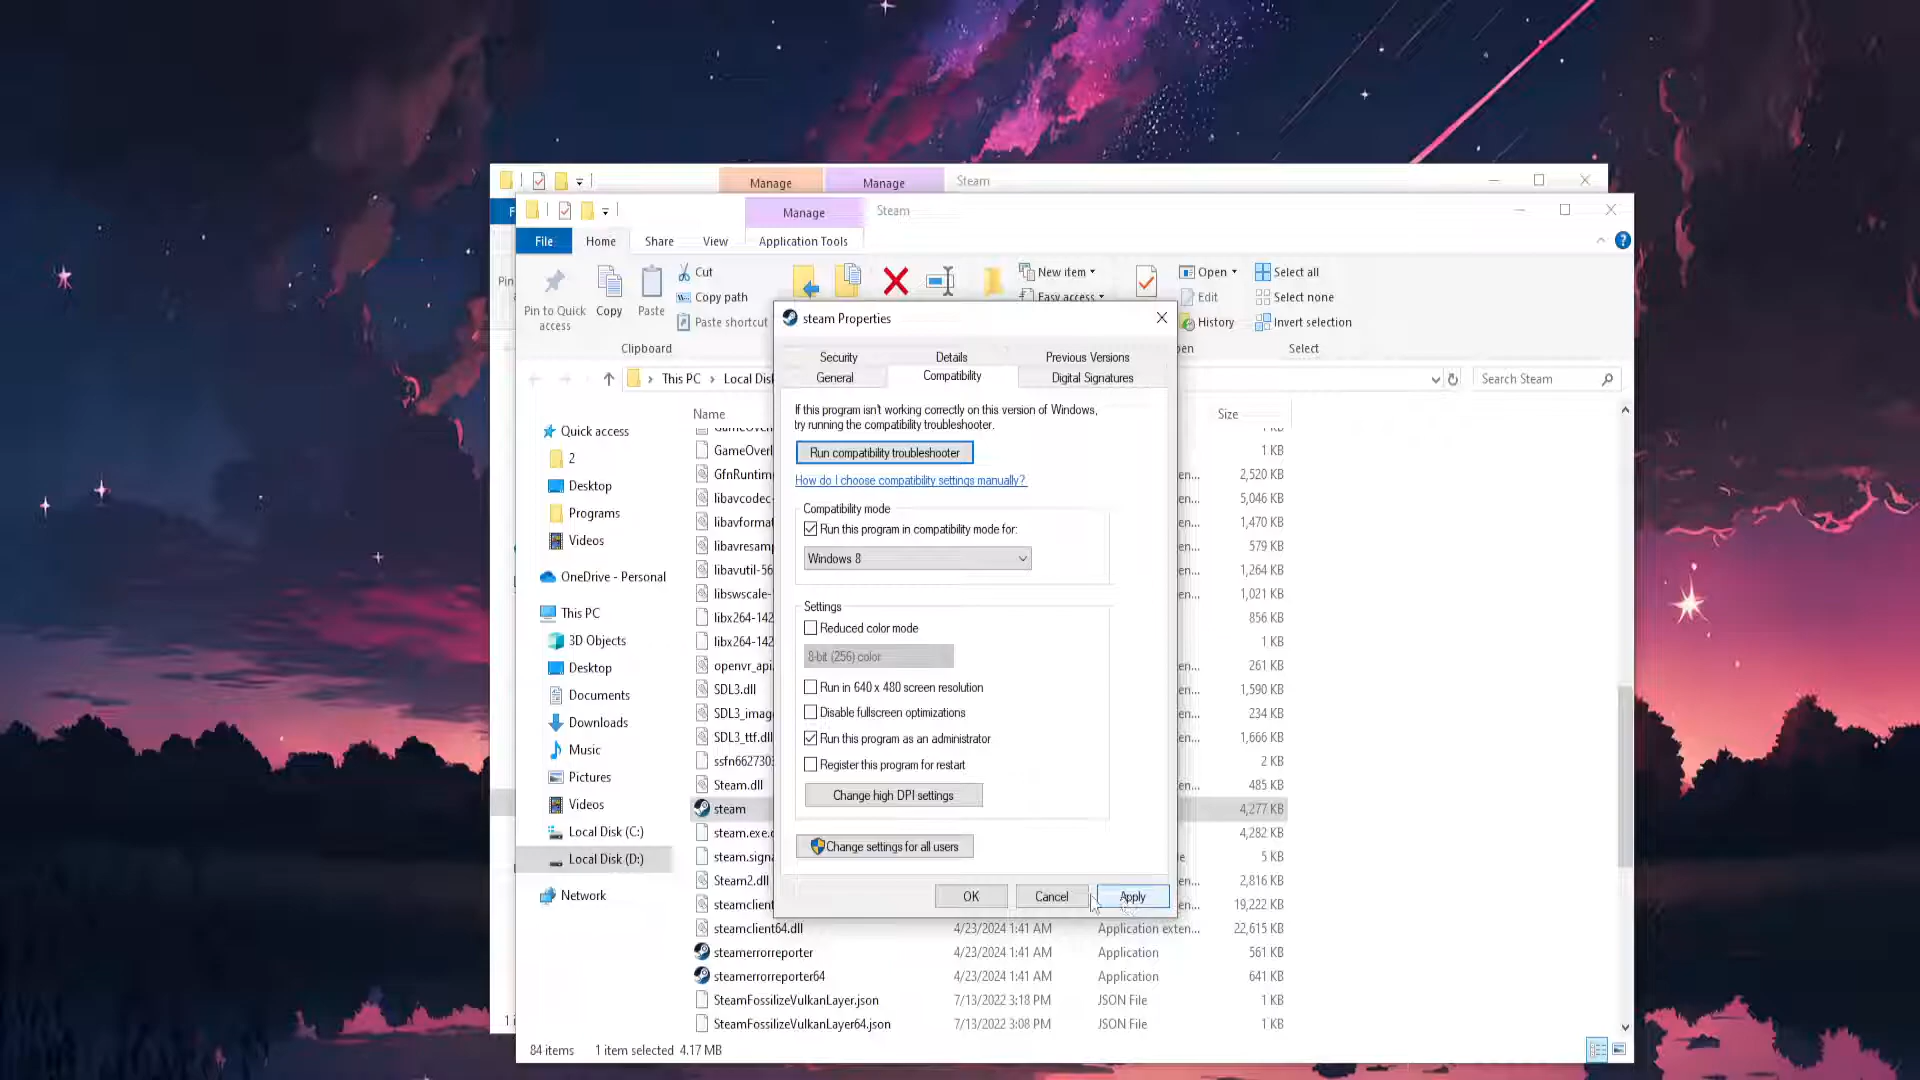 Manage
Manage
Steam
F
Manage
Steam
File
Home
Share
View
Application Tools
Pin
Pin to Quick
access
Copy
Paste
Cut
Copy path
Paste shortcut
New item
Easy access
Open
Edit
History
Select all
Select none
Invert selection
Clipboard
en
Select
This PC
Local Disk
Search Steam
Quick access
2
Desktop
Programs
Videos
OneDrive - Personal
This PC
3D Objects
Desktop
Documents
Downloads
Music
Pictures
Videos
Local Disk (C:)
Local Disk (D:)
Network
Name
Size
GameOverl
1 KB
GfnRuntim
2,520 KB
libavcodec-
en... 5,046 KB
libavformat
en... 1,470 KB
libavresamp
en... 579 KB
libavutil-56
en... 1,264 KB
libswscale-
en... 1,021 KB
libx264-142
856 KB
libx264-142
1 KB
openvr_api.
en... 261 KB
SDL3.dll
en... 1,590 KB
SDL3_imag
en... 234 KB
SDL3_ttf.dll
en... 1,666 KB
ssfn6627303
2 KB
Steam.dll
en... 485 KB
steam
4,277 KB
steam.exe.
4,282 KB
steam.signa
5 KB
Steam2.dll
en... 2,816 KB
steamclient
en... 19,222 KB
steamclient64.dll 4/23/2024 1:41 AM Application exten... 22,615 KB
steamerrorreporter 4/23/2024 1:41 AM Application 561 KB
steamerrorreporter64 4/23/2024 1:41 AM Application 641 KB
SteamFossilizeVulkanLayer.json 7/13/2022 3:18 PM JSON File 1 KB
SteamFossilizeVulkanLayer64.json 7/13/2022 3:08 PM JSON File 1 KB
84 items 1 item selected 4.17 MB
steam Properties
Security
Details
Previous Versions
General
Compatibility
Digital Signatures
If this program isn't working correctly on this version of Windows,
try running the compatibility troubleshooter.
Run compatibility troubleshooter
How do I choose compatibility settings manually?
Compatibility mode
Run this program in compatibility mode for:
Windows 8
Settings
Reduced color mode
8-bit (256) color
Run in 640 x 480 screen resolution
Disable fullscreen optimizations
Run this program as an administrator
Register this program for restart
Change high DPI settings
Change settings for all users
OK
Cancel
Apply